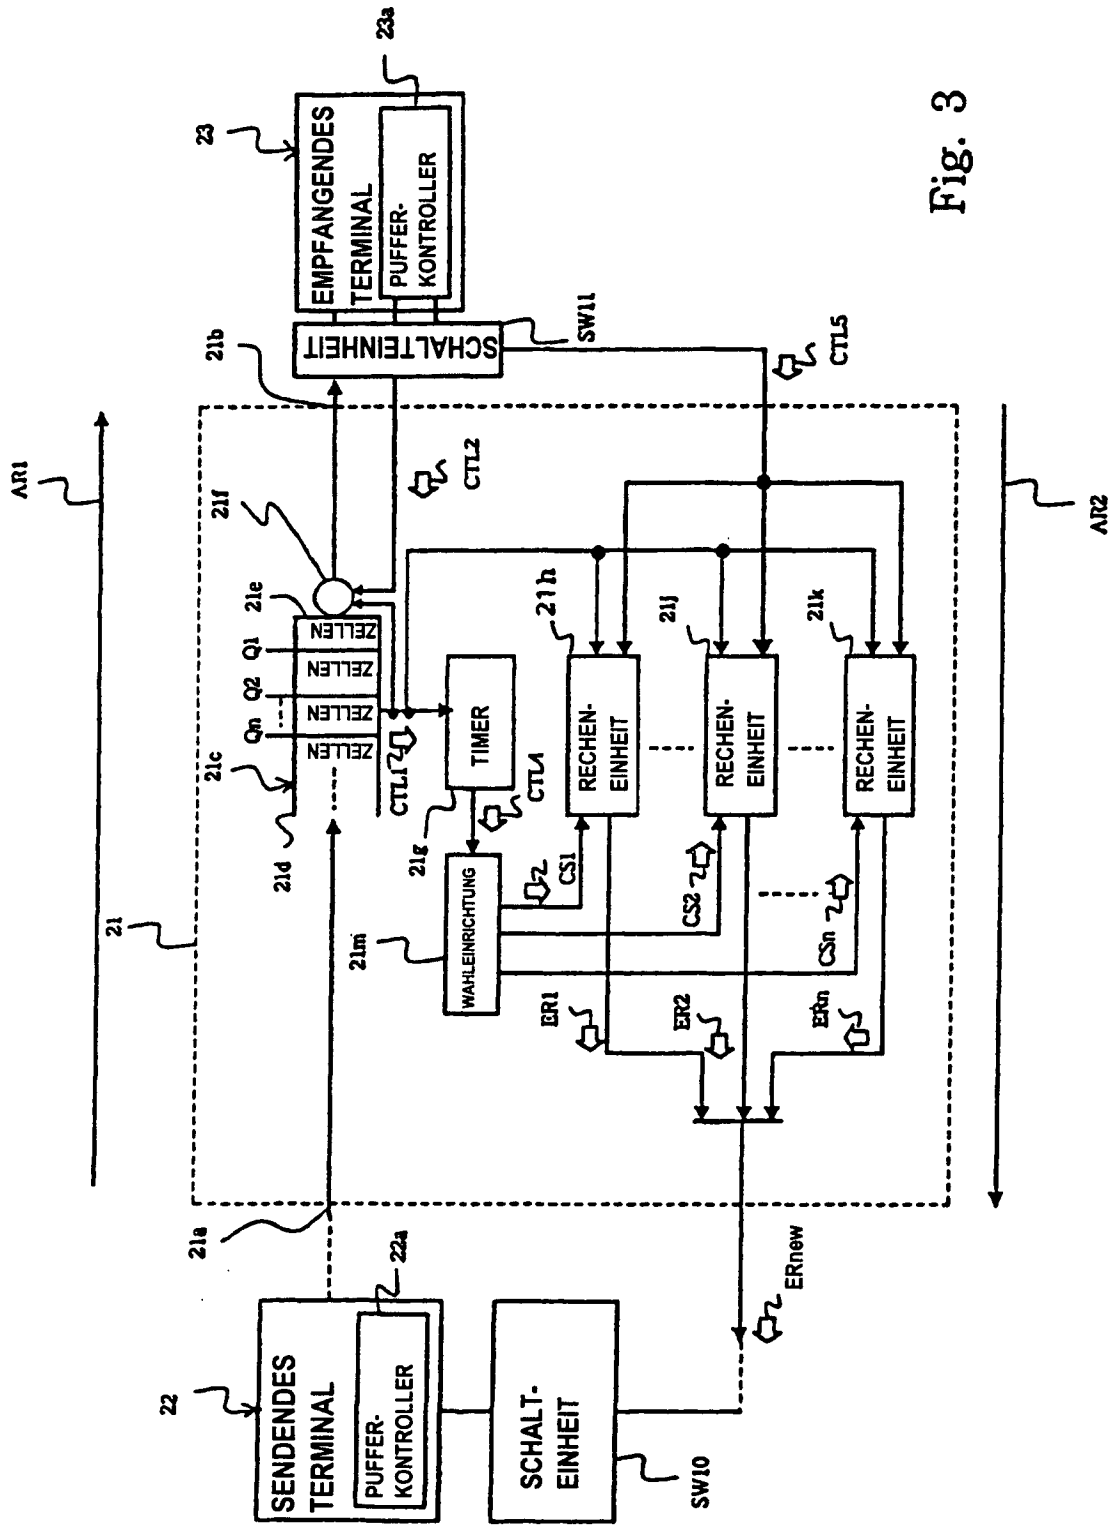 AR1
21
22
SENDENDES
TERMINAL
PUFFER-
KONTROLLER
22a
21a
21d
21c
Qn
Q2
Q1
ZELLEN
ZELLEN
ZELLEN
ZELLEN
21e
21f
21b
23
EMPFANGENDES
TERMINAL
PUFFER-
KONTROLLER
23a
SCHALTEINHEIT
SW11
CTL1
CTL2
21g
TIMER
CTL4
21m
WAHLEINRICHTUNG
SCHALT-
EINHEIT
SW10
CS1
21h
RECHEN-
EINHEIT
CTL5
ER1
CS2
21j
RECHEN-
EINHEIT
ER2
CSn
21k
RECHEN-
EINHEIT
ERn
ERnew
AR2
Fig. 3